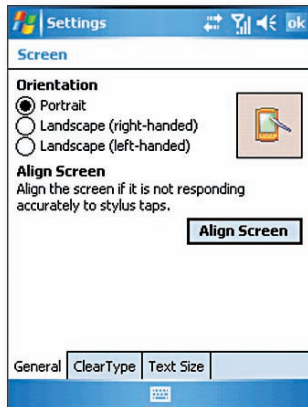 Settings ok
Screen
Orientation
Portrait
Landscape (right-handed)
Landscape (left-handed)
Align Screen
Align the screen if it is not responding
accurately to stylus taps.
Align Screen
General ClearType Text Size